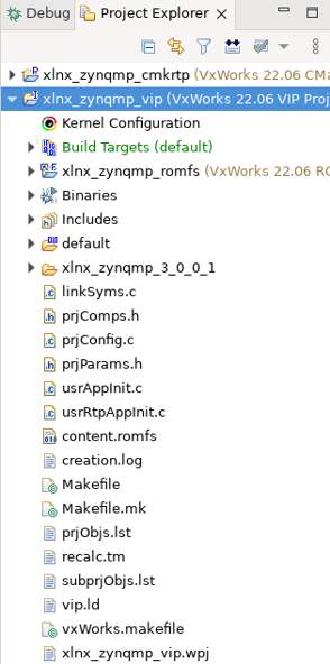 Debug Project Explorer
xlnx_zynqmp_cmkrtp (VxWorks 22.06 CMa
xlnx_zynqmp_vip (VxWorks 22.06 VIP Proj
Kernel Configuration
Build Targets (default)
xlnx_zynqmp_romfs (VxWorks 22.06 RO
Binaries
Includes
default
xlnx_zynqmp_3_0_0_1
linkSyms.c
prjComps.h
prjConfig.c
prjParams.h
usrAppInit.c
usrRtpAppInit.c
content.romfs
creation.log
Makefile
Makefile.mk
prjObjs.lst
recalc.tm
subprjObjs.lst
vip.ld
vxWorks.makefile
xlnx_zynqmp_vip.wpj